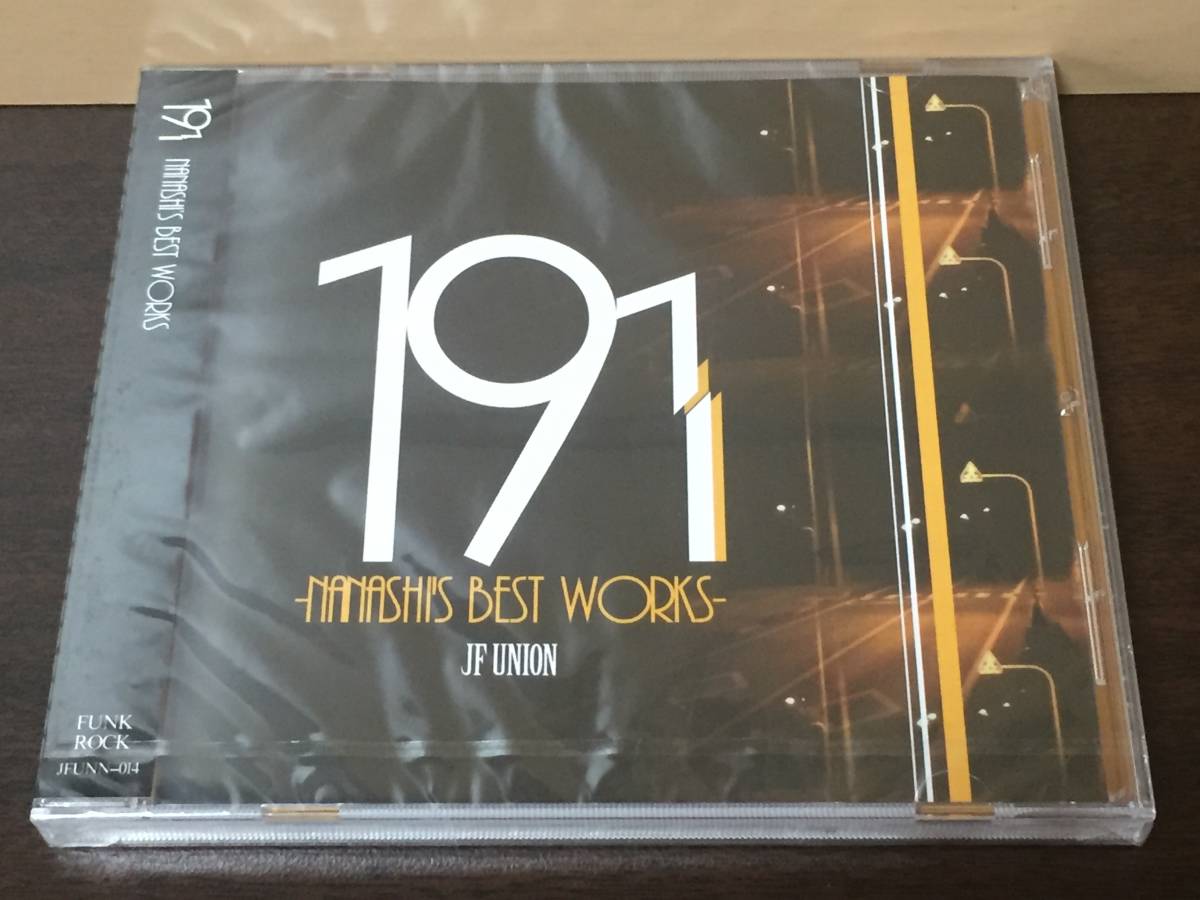 191
NANASHI'S BEST WORKS
FUNK
ROCK
JFUNN-014
191
-NANASHI'S BEST WORKS-
JF UNION